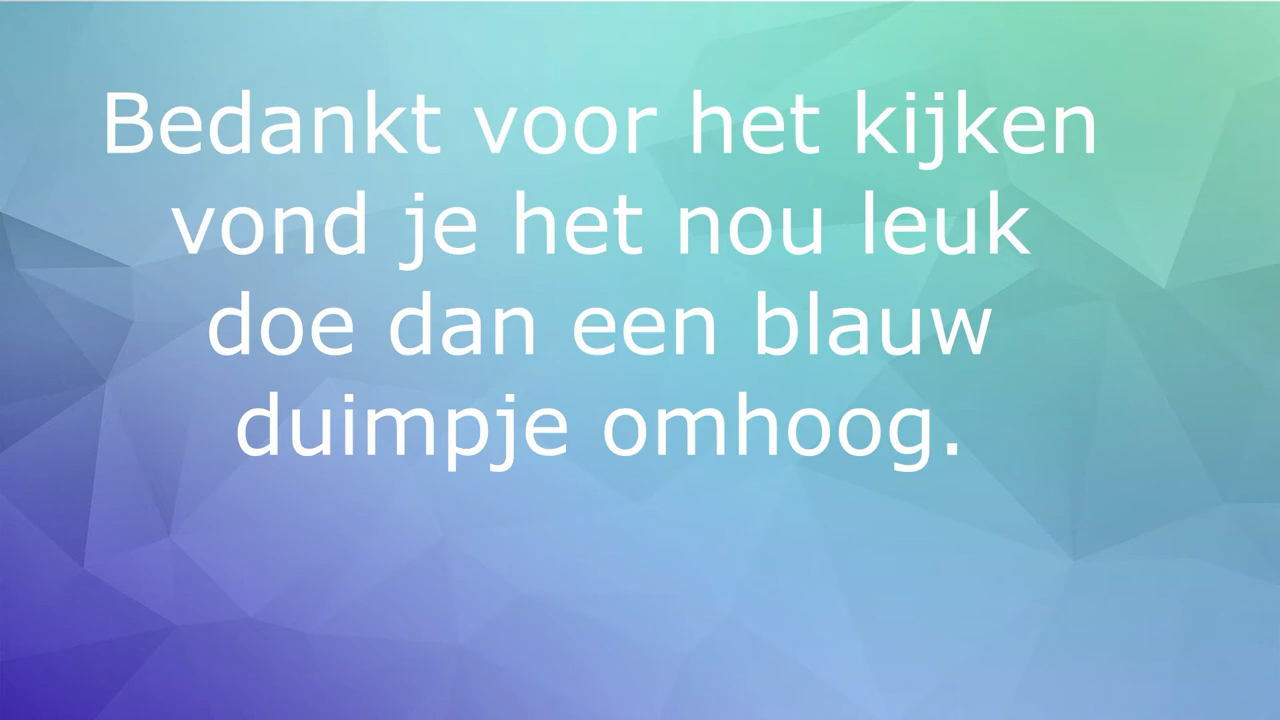 Bedankt voor het kijken
vond je het nou leuk
doe dan een blauw
duimpje omhoog.